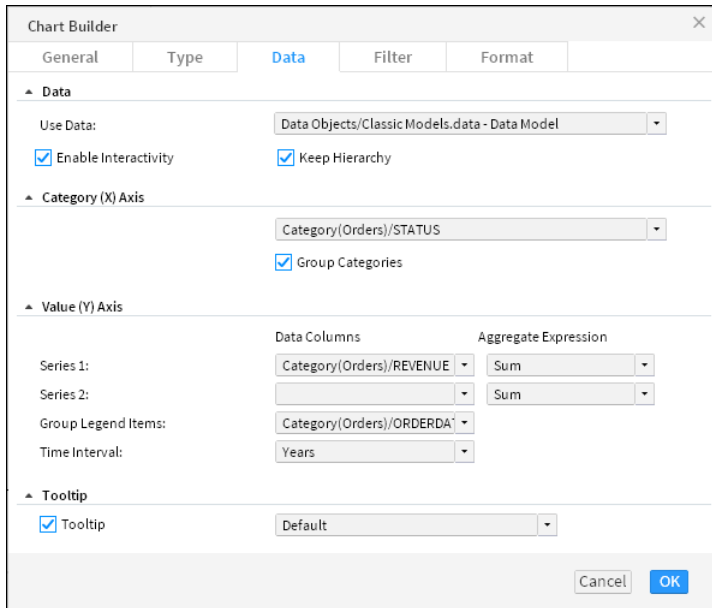 Chart Builder
General Type Data Filter Format
Data
Use Data: Data Objects/Classic Models.data - Data Model
Enable Interactivity Keep Hierarchy
Category (X) Axis
Category(Orders)/STATUS
Group Categories
Value (Y) Axis
Data Columns Aggregate Expression
Series 1: Category(Orders)/REVENUE Sum
Series 2: Sum
Group Legend Items: Category(Orders)/ORDERDAT
Time Interval: Years
Tooltip
Tooltip Default
Cancel OK